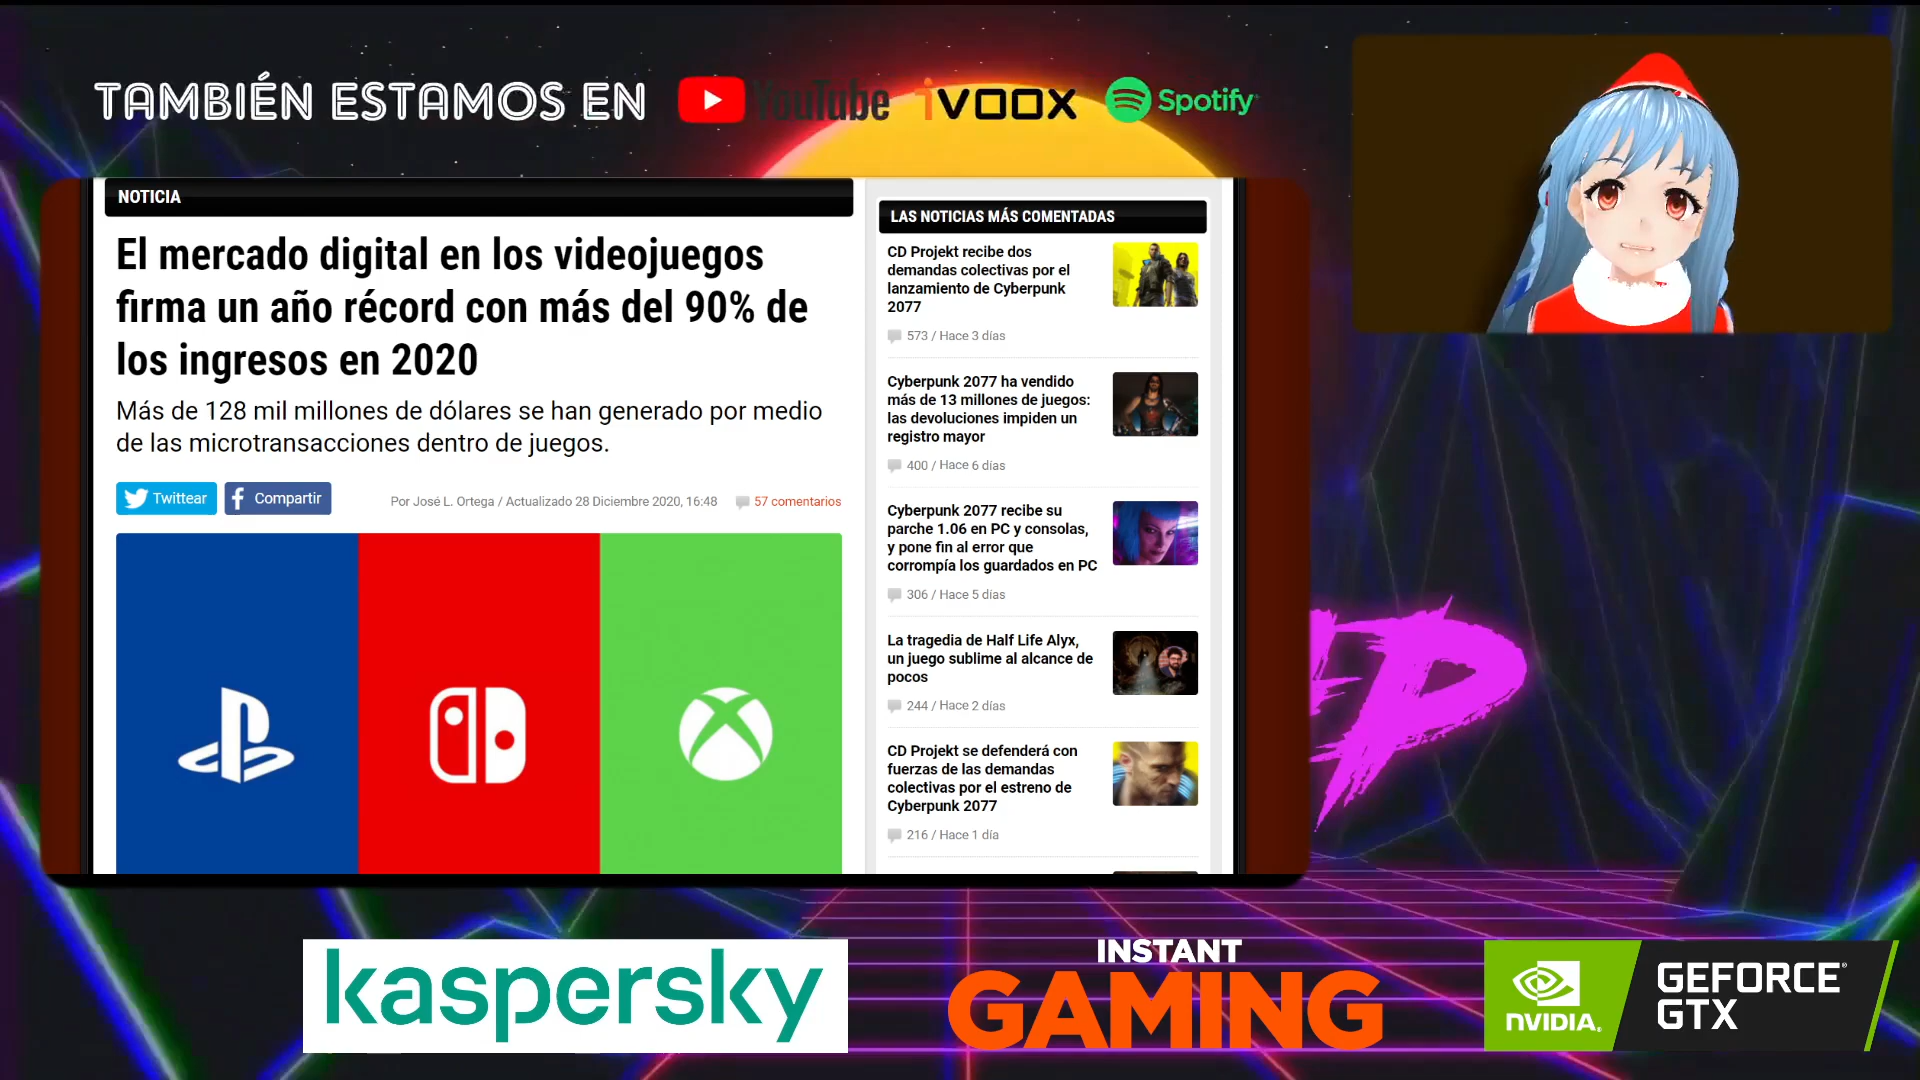 TAMBIÉN ESTAMOS EN YouTube iVOOX Spotify
NOTICIA
El mercado digital en los videojuegos
firma un año récord con más del 90% de
los ingresos en 2020
Más de 128 mil millones de dólares se han generado por medio
de las microtransacciones dentro de juegos.
Twittear
Compartir
Por José L. Ortega / Actualizado 28 Diciembre 2020, 16:48
57 comentarios
LAS NOTICIAS MÁS COMENTADAS
CD Projekt recibe dos
demandas colectivas por el
lanzamiento de Cyberpunk
2077
573 / Hace 3 días
Cyberpunk 2077 ha vendido
más de 13 millones de juegos:
las devoluciones impiden un
registro mayor
400 / Hace 6 días
Cyberpunk 2077 recibe su
parche 1.06 en PC y consolas,
y pone fin al error que
corrompía los guardados en PC
306 / Hace 5 días
La tragedia de Half Life Alyx,
un juego sublime al alcance de
pocos
244 / Hace 2 días
CD Projekt se defenderá con
fuerzas de las demandas
colectivas por el estreno de
Cyberpunk 2077
216 / Hace 1 día
kaspersky
INSTANT
GAMING
NVIDIA.
GEFORCE
GTX